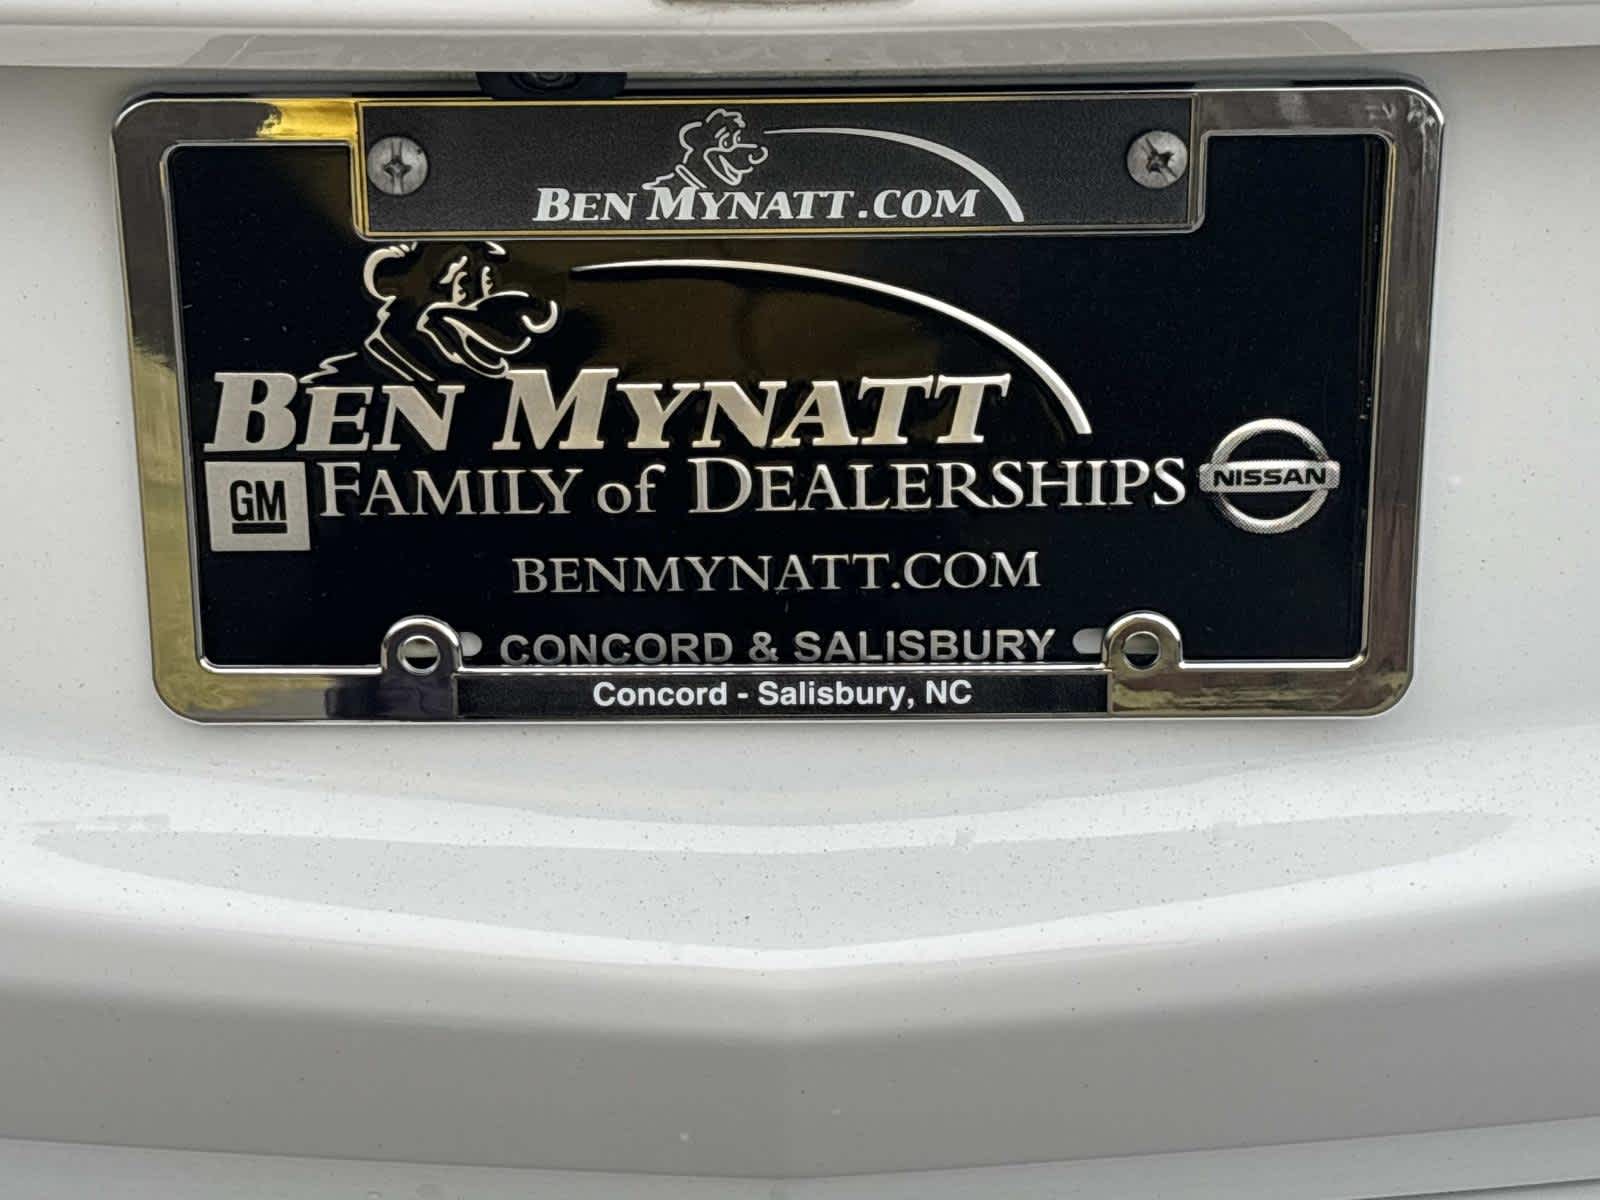 BEN MYNATT.COM
BEN MYNATT
GM FAMILY of DEALERSHIPS NISSAN
BENMYNATT.COM
CONCORD & SALISBURY
Concord - Salisbury, NC